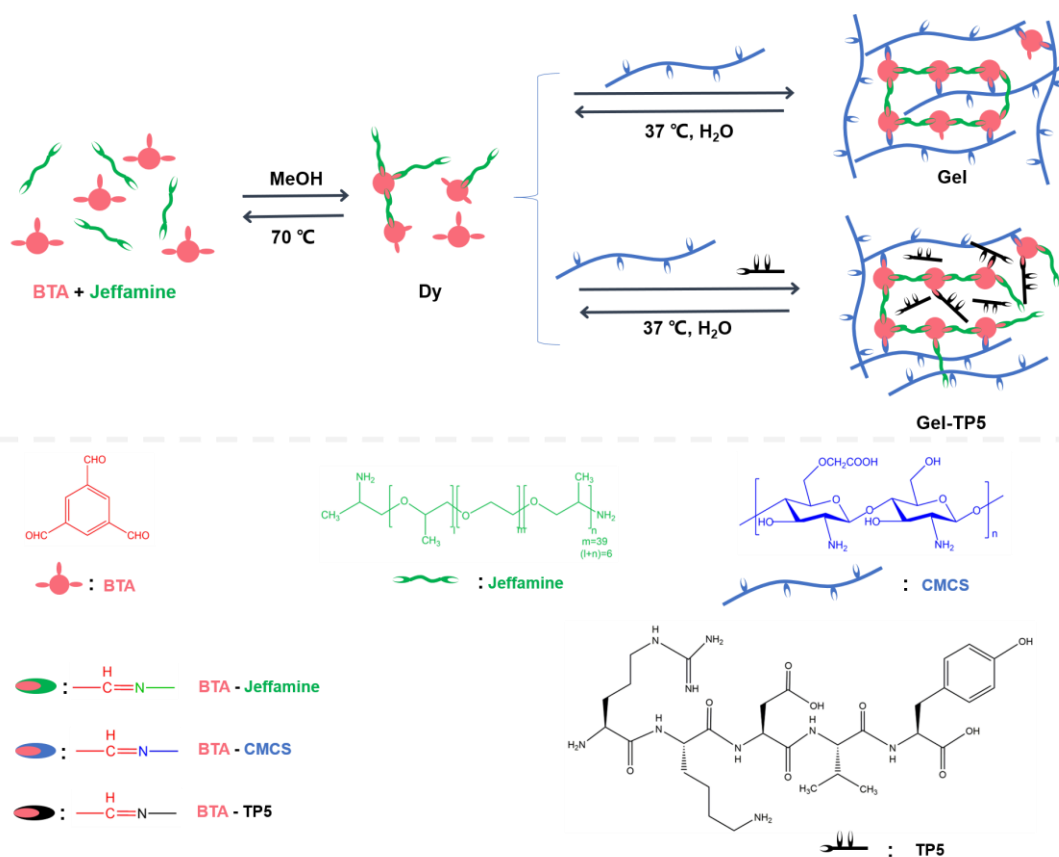 MeOH
70 ℃
BTA + Jeffamine
Dy
37 ℃, H2O
Gel
37 ℃, H2O
Gel-TP5
CHO
OHC
CHO
: BTA
NH2
CH3
O
CH3
O
m
O
CH3
n
NH2
m=39
(l+n)=6
: Jeffamine
OCH2COOH
OH
O
O
O
O
HO
HO
NH2
NH2
n
: CMCS
: H
C=N BTA - Jeffamine
: H
C=N BTA - CMCS
: H
C=N BTA - TP5
H
N
NH2
NH
O
OH
OH
H2N
O
H
N
O
N
H
O
H
N
O
N
H
O
OH
H3C
CH3
NH2
: TP5